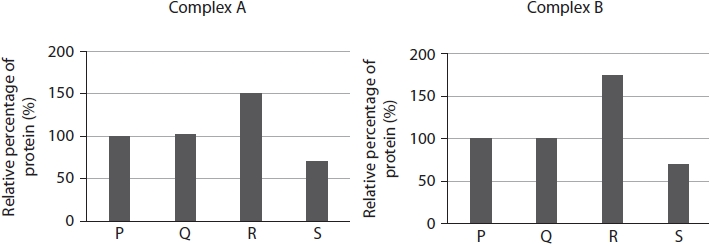 Complex A
Relative percentage of
protein (%)
200
150
100
50
0
P Q R S
Complex B
Relative percentage of
protein (%)
200
150
100
50
0
P Q R S